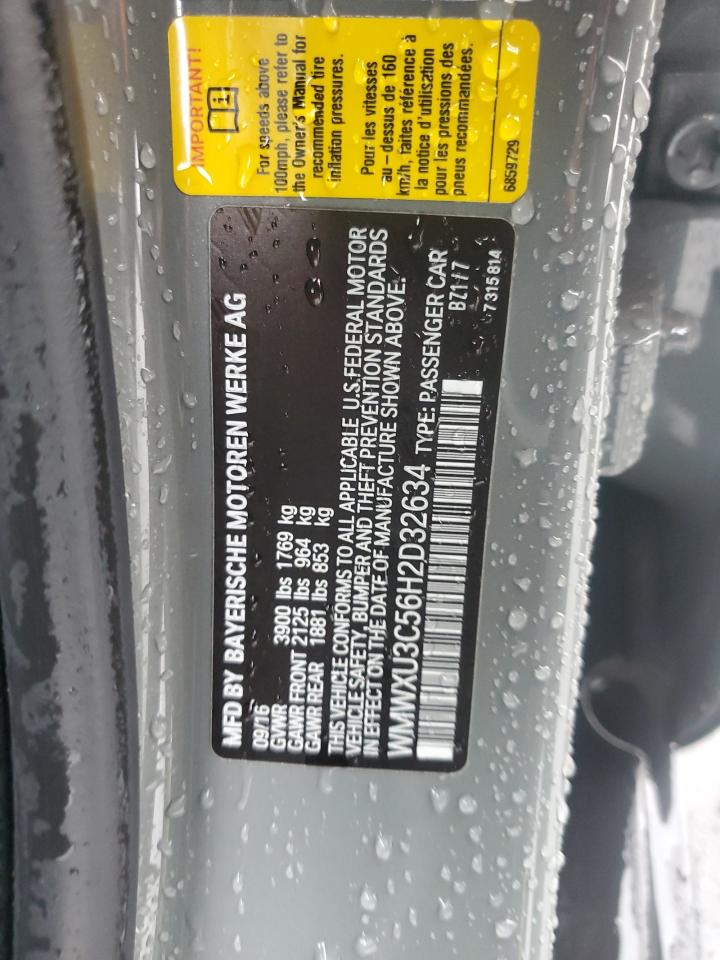 IMPORTANT!
i
For speeds above
100mph, please refer to
the Owner's Manual for
recommended tire
inflation pressures.
Pour les vitesses
au - dessus de 160
km/h, faites référence à
la notice d'utilisation
pour les pressions des
pneus recommandées.
6859729
MFD BY BAYERISCHE MOTOREN WERKE AG
09/16
GVWR 3900 lbs 1769 kg
GAWR FRONT 2125 lbs 964 kg
GAWR REAR 1881 lbs 853 kg
THIS VEHICLE CONFORMS TO ALL APPLICABLE U.S. FEDERAL MOTOR
VEHICLE SAFETY, BUMPER AND THEFT PREVENTION STANDARDS
IN EFFECT ON THE DATE OF MANUFACTURE SHOWN ABOVE:
WMWXU3C56H2D32634 TYPE: PASSENGER CAR
BZ1/7
7315814